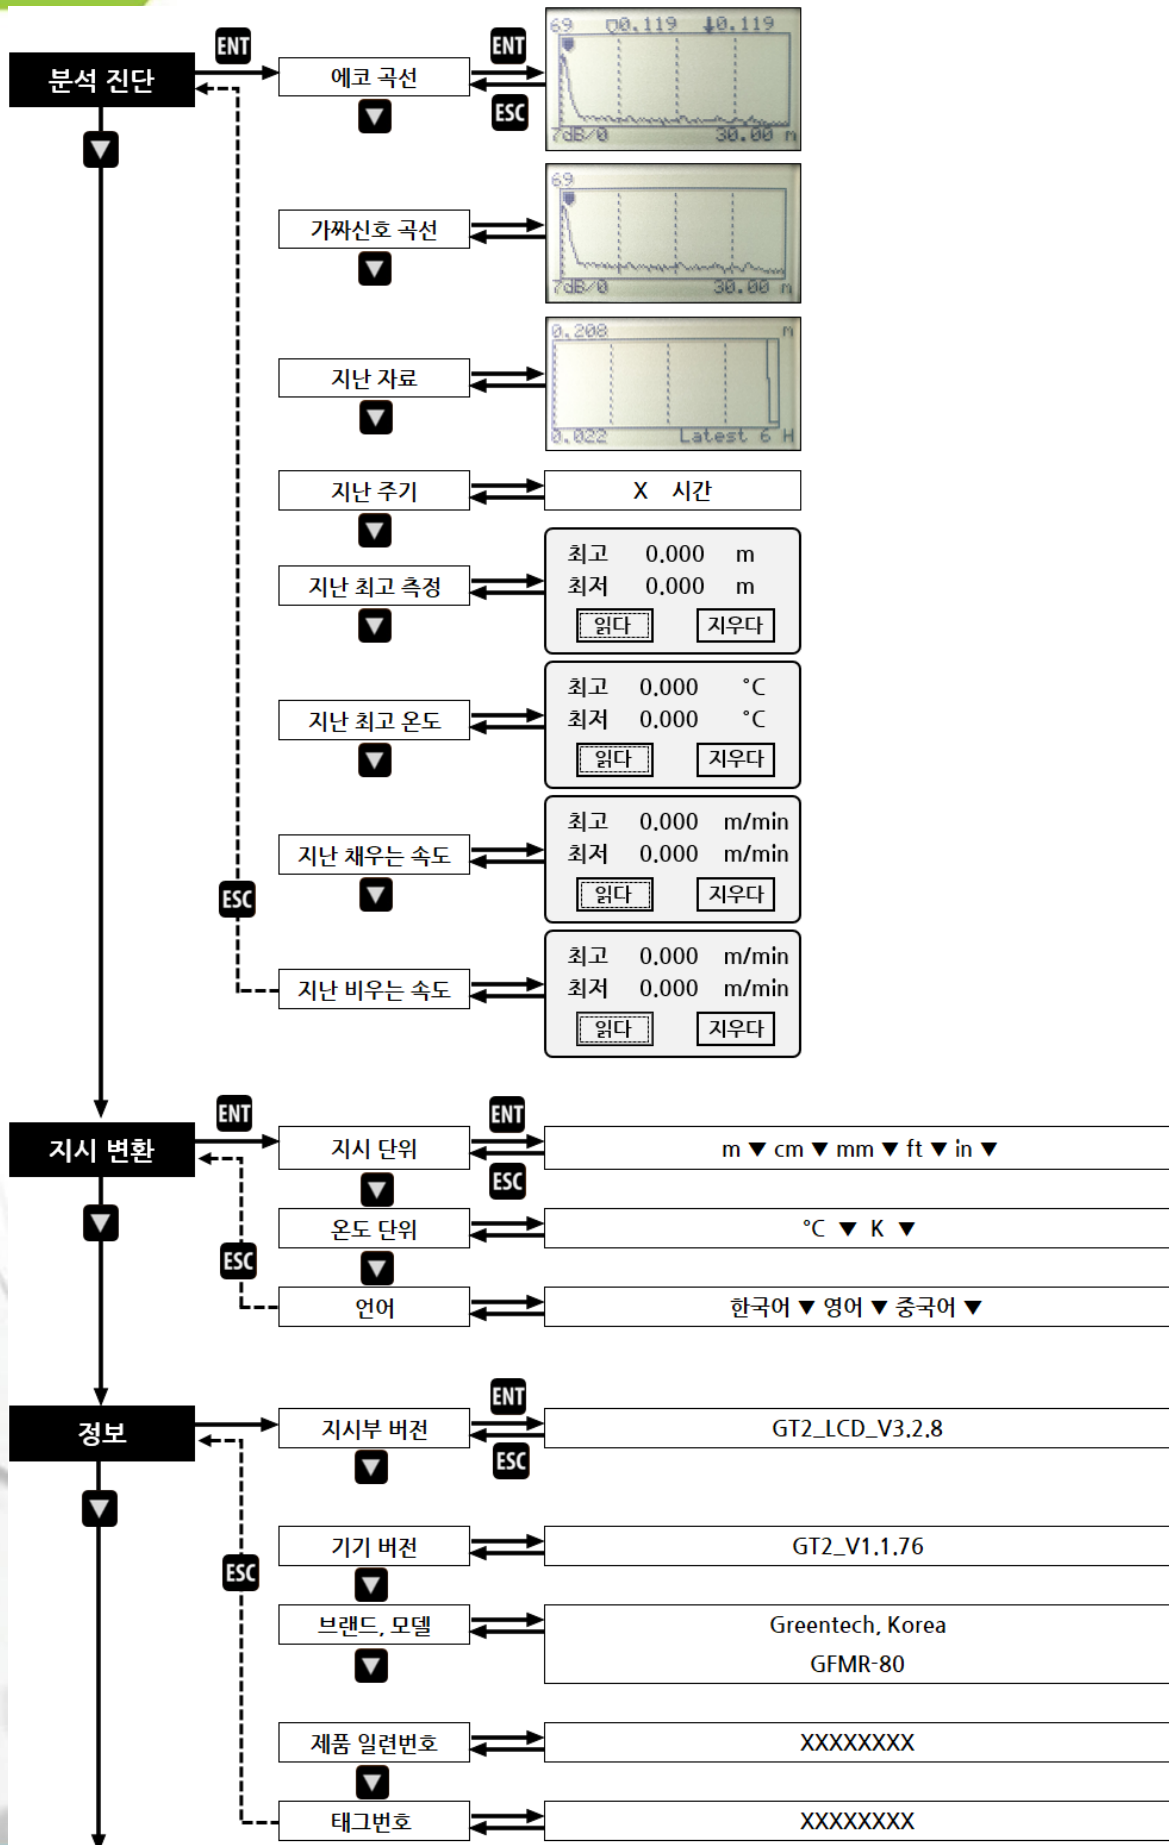 ENT
ENT
69 0.119 0.119
분석 진단
에코 곡선
ESC
7dB/0 30.00 m
69
가짜신호 곡선
7dB/0 30.00 m
0.208 m
지난 자료
0.022 Latest 6 H
지난 주기
X 시간
최고 0.000 m
지난 최고 측정
최저 0.000 m
읽다 지우다
최고 0.000 °C
지난 최고 온도
최저 0.000 °C
읽다 지우다
최고 0.000 m/min
지난 채우는 속도
최저 0.000 m/min
ESC
읽다 지우다
최고 0.000 m/min
지난 비우는 속도
최저 0.000 m/min
읽다 지우다
ENT
ENT
지시 변환
지시 단위
m ▼ cm ▼ mm ▼ ft ▼ in ▼
ESC
온도 단위
°C ▼ K ▼
ESC
언어
한국어 ▼ 영어 ▼ 중국어 ▼
ENT
정보
지시부 버전
GT2_LCD_V3.2.8
ESC
기기 버전
GT2_V1.1.76
ESC
브랜드, 모델
Greentech, Korea
GFMR-80
제품 일련번호
XXXXXXXX
태그번호
XXXXXXXX